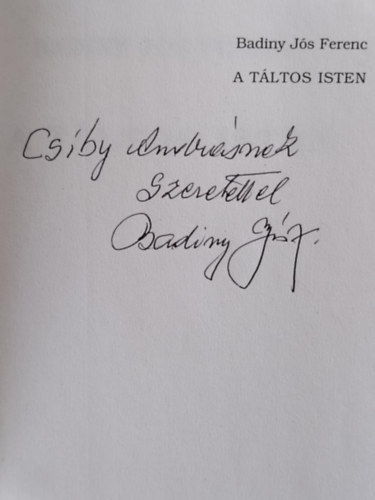 Badiny Jós Ferenc
A TÁLTOS ISTEN
Csiby Andrásnak
Szeretettel
Badiny Jós F.